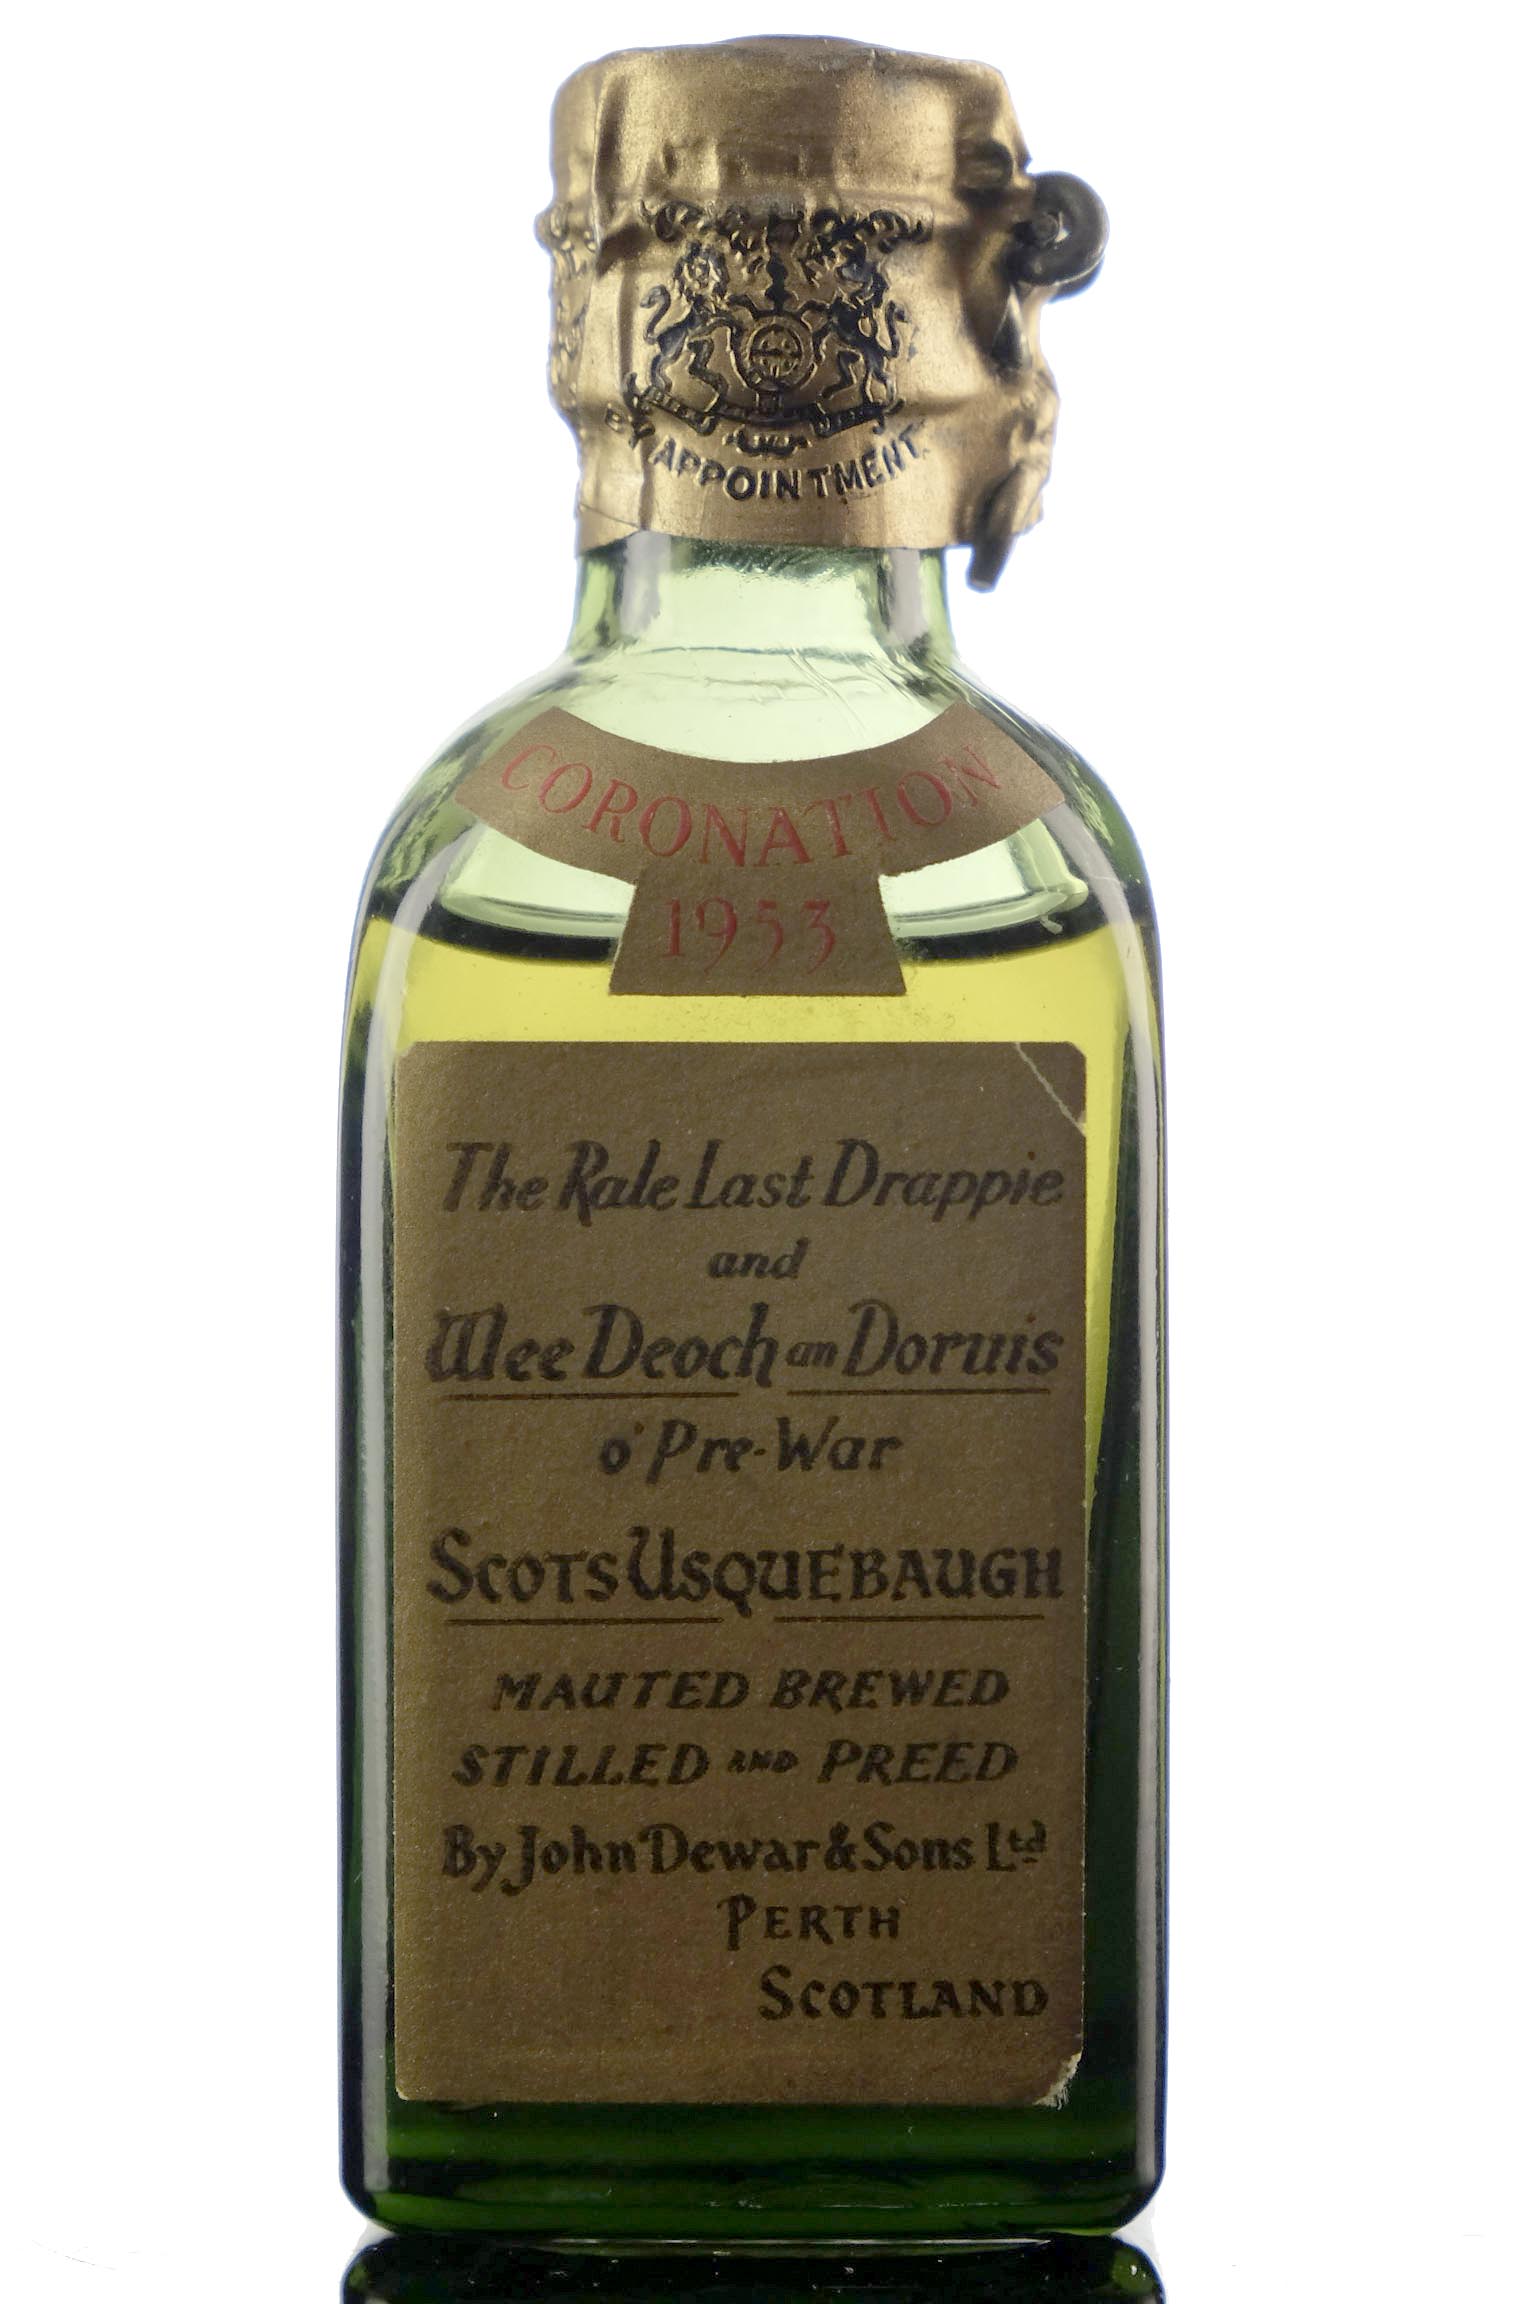 BY APPOINTMENT.
CORONATION
1953
The Rale Last Drappie
and
Wee Deoch an Doruis
o' Pre-War
SCOTS USQUEBAUGH
MAUTED BREWED
STILLED AND PREED
By John Dewar & Sons Ltd
PERTH
SCOTLAND